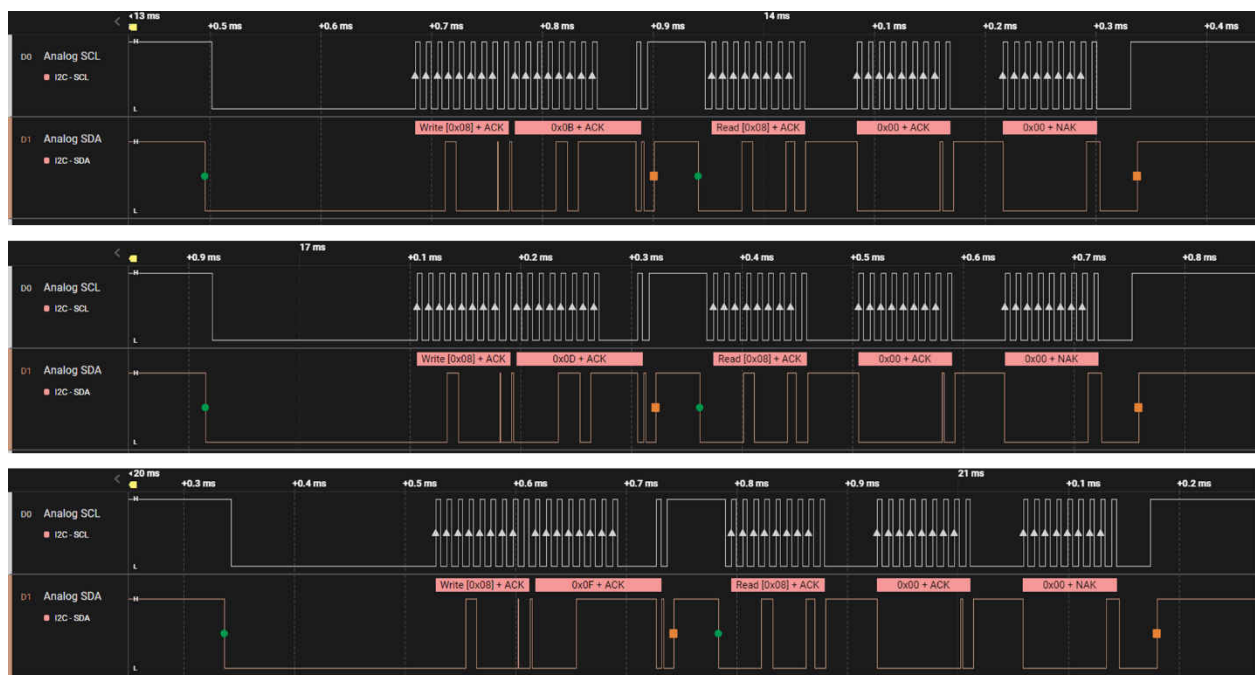 13 ms 14 ms
+0.5 ms +0.6 ms +0.7 ms +0.8 ms +0.9 ms +0.1 ms +0.2 ms +0.3 ms +0.4 ms
D0 Analog SCL H
I2C - SCL
L
Write [0x08] + ACK 0x0B + ACK Read [0x08] + ACK 0x00 + ACK 0x00 + NAK
D1 Analog SDA H
I2C - SDA
L
17 ms
+0.9 ms +0.1 ms +0.2 ms +0.3 ms +0.4 ms +0.5 ms +0.6 ms +0.7 ms +0.8 ms
D0 Analog SCL H
I2C - SCL
L
Write [0x08] + ACK 0x0D + ACK Read [0x08] + ACK 0x00 + ACK 0x00 + NAK
D1 Analog SDA H
I2C - SDA
L
20 ms 21 ms
+0.3 ms +0.4 ms +0.5 ms +0.6 ms +0.7 ms +0.8 ms +0.9 ms +0.1 ms +0.2 ms
D0 Analog SCL H
I2C - SCL
L
Write [0x08] + ACK 0x0F + ACK Read [0x08] + ACK 0x00 + ACK 0x00 + NAK
D1 Analog SDA H
I2C - SDA
L